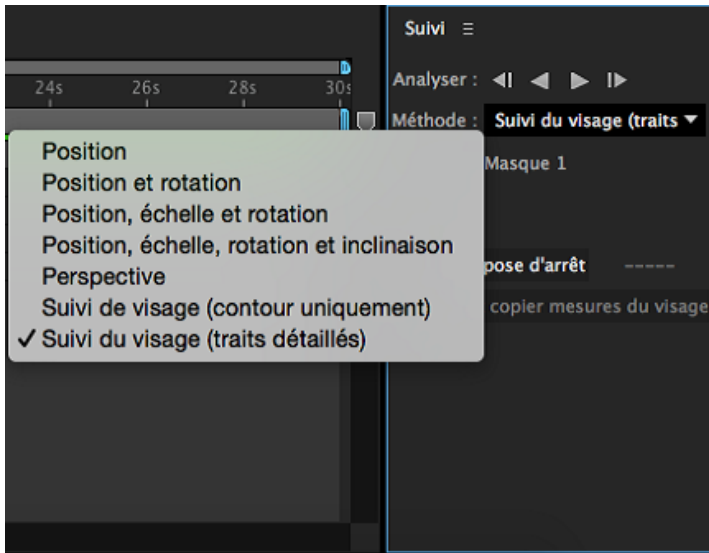 Suivi
24s 26s 28s 30s
Analyser :
Méthode : Suivi du visage (traits
Position
Position et rotation
Position, échelle et rotation
Position, échelle, rotation et inclinaison
Perspective
Suivi de visage (contour uniquement)
✓ Suivi du visage (traits détaillés)
Masque 1
pose d'arrêt -----
copier mesures du visage